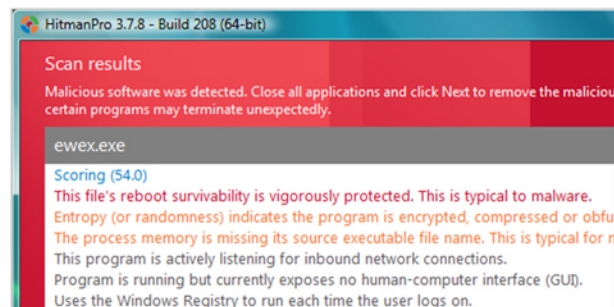 HitmanPro 3.7.8 - Build 208 (64-bit)
Scan results
Malicious software was detected. Close all applications and click Next to remove the
certain programs may terminate unexpectedly.
ewex.exe
Scoring (54.0)
This file's reboot survivability is vigorously protected. This is typical to malware.
Entropy (or randomness) indicates the program is encrypted, compressed or
The process memory is missing its source executable file name. This is typical for
This program is actively listening for inbound network connections.
Program is running but currently exposes no human-computer interface (GUI).
Uses the Windows Registry to run each time the user logs on.